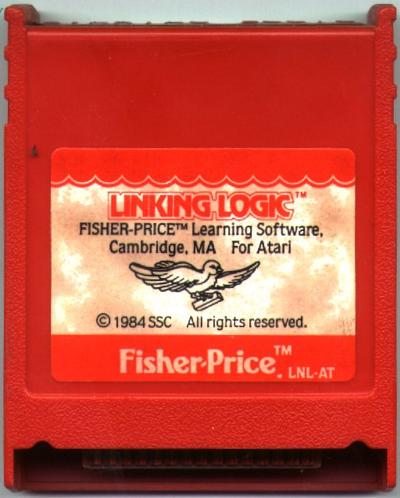 LINKING LOGIC™
FISHER-PRICE™ Learning Software,
Cambridge, MA For Atari
© 1984 SSC All rights reserved.
Fisher-Price™
LNL-AT